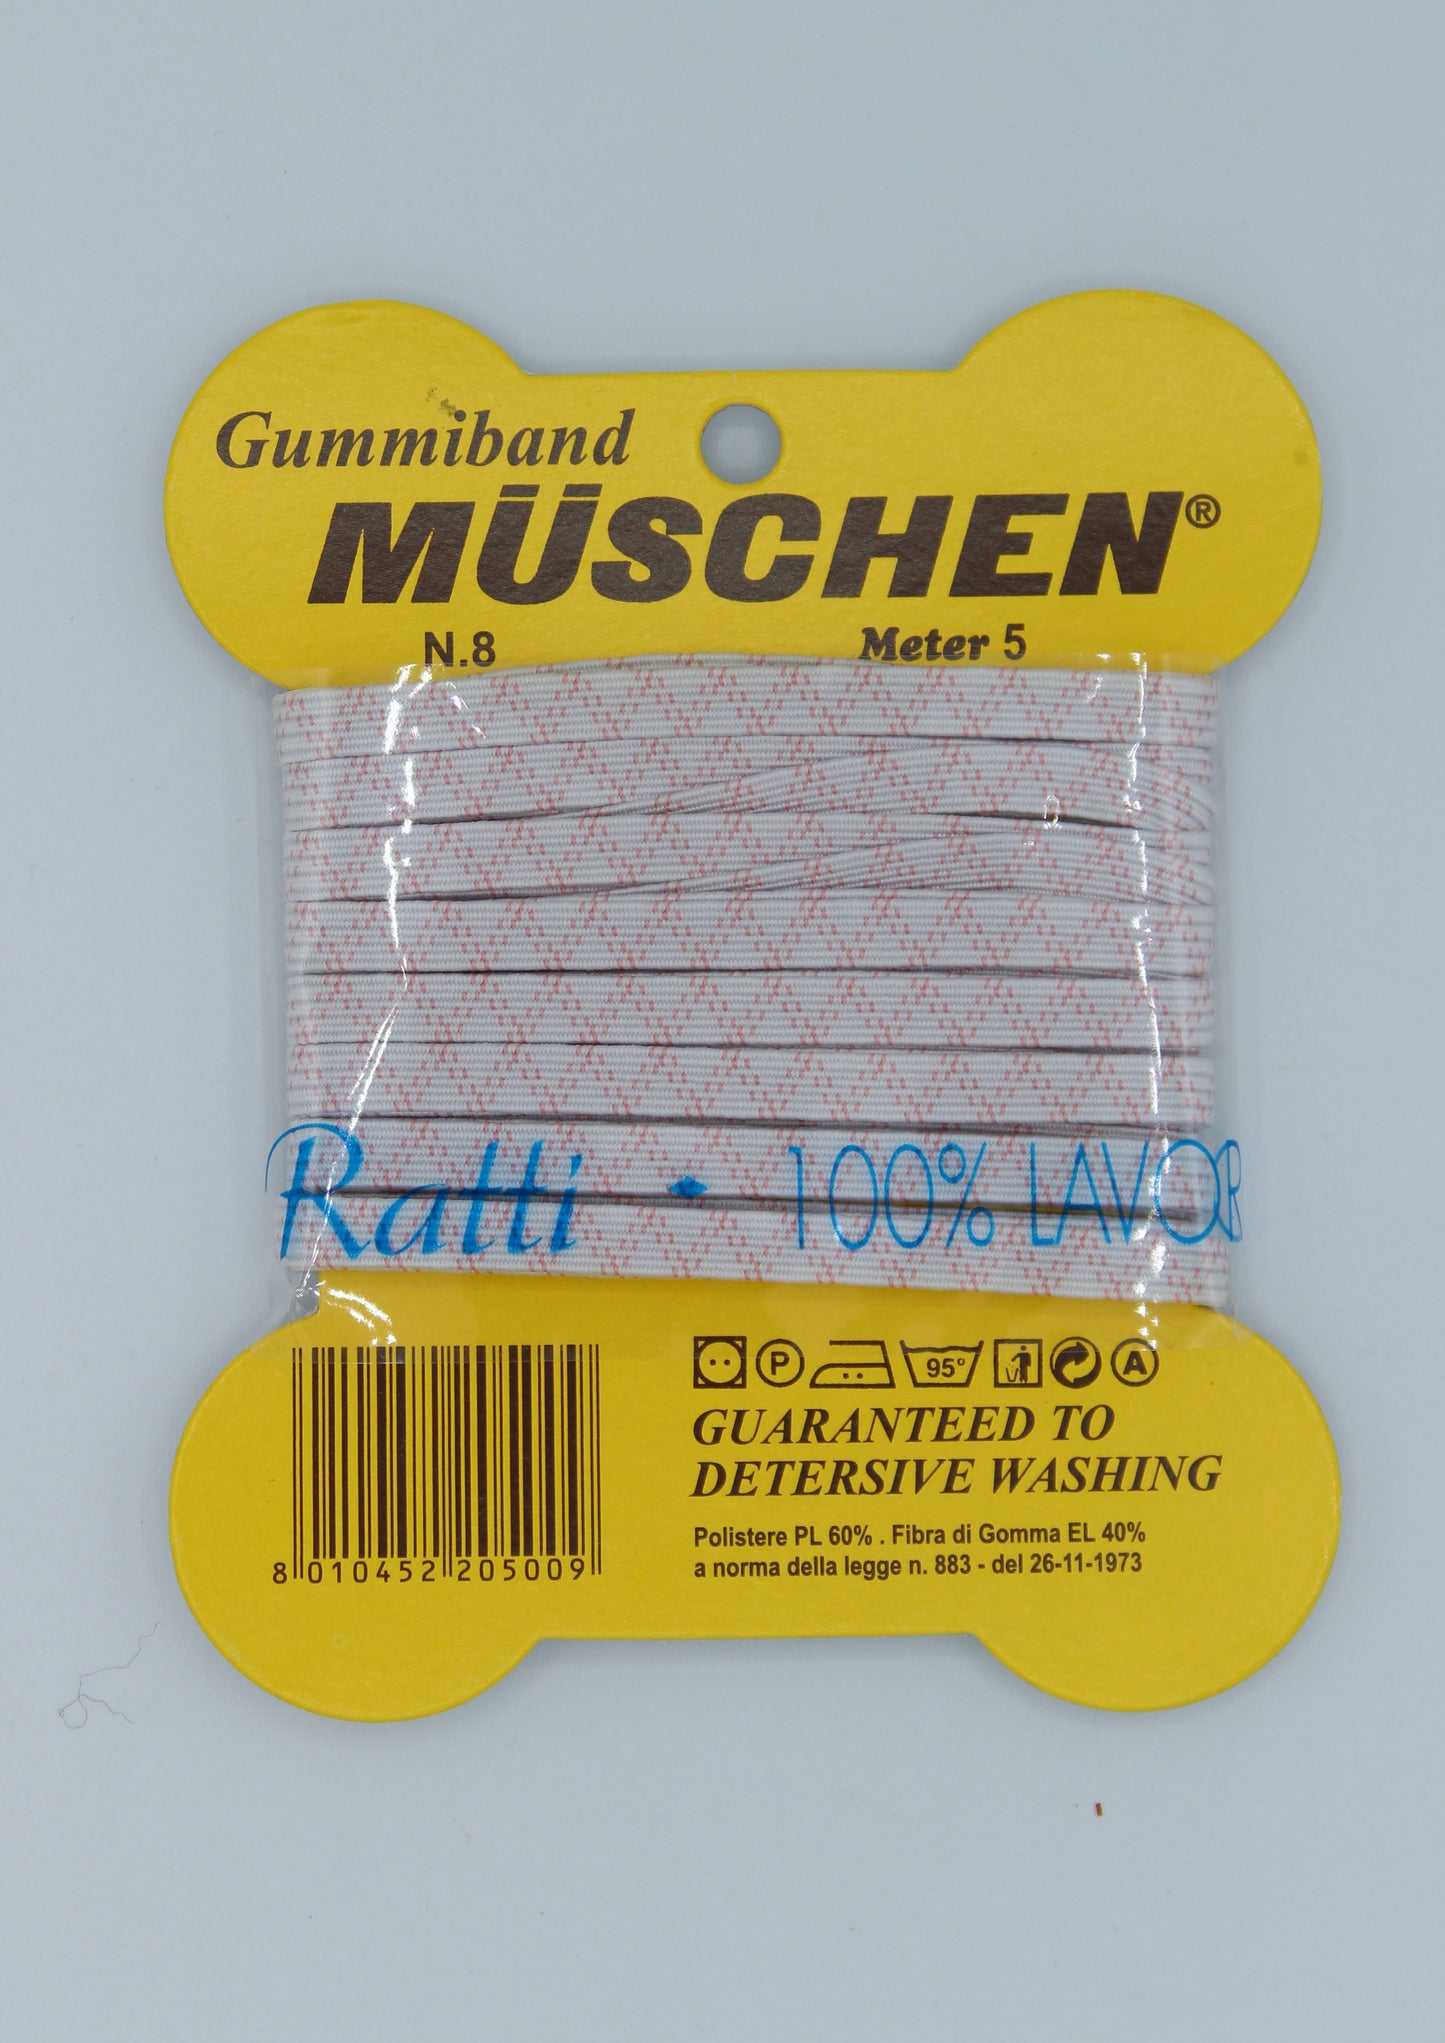 Gummiband
MÜSCHEN®
N.8 Meter 5
Ratti 100% LAVOR
P 95° A
GUARANTEED TO
DETERSIVE WASHING
Polistere PL 60% . Fibra di Gomma EL 40%
a norma della legge n. 883 - del 26-11-1973
8 010452 205009